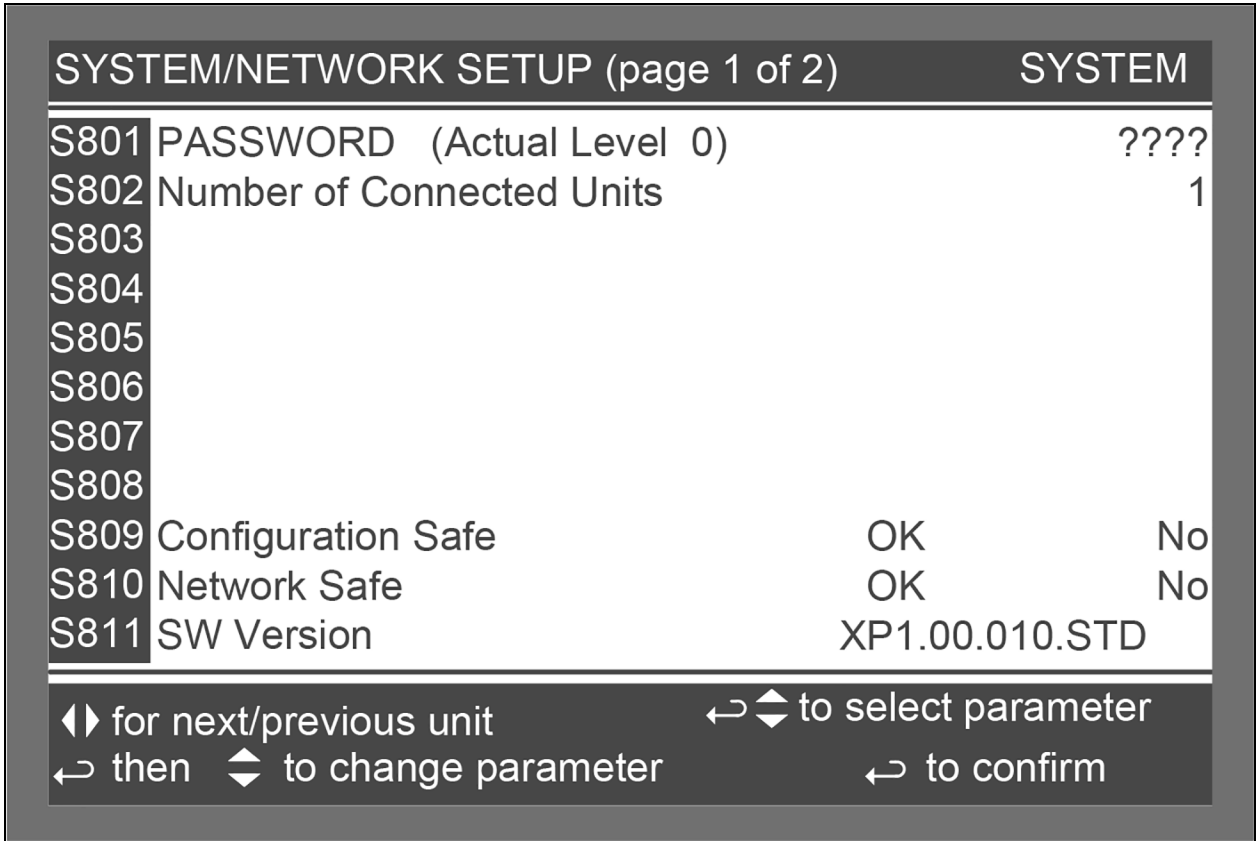 SYSTEM/NETWORK SETUP (page 1 of 2) SYSTEM
S801 PASSWORD (Actual Level 0) ????
S802 Number of Connected Units 1
S803
S804
S805
S806
S807
S808
S809 Configuration Safe OK No
S810 Network Safe OK No
S811 SW Version XP1.00.010.STD
for next/previous unit to select parameter
then to change parameter to confirm